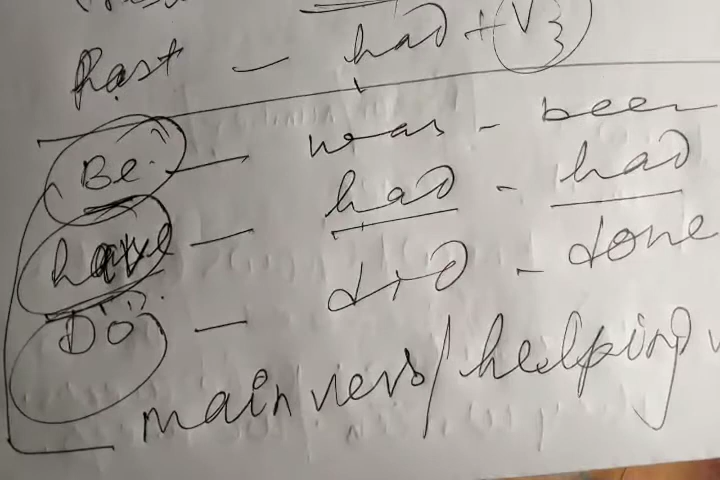 Past - had + V3
Be - was - been
have - had - had
Do - did - done
main verb / helping